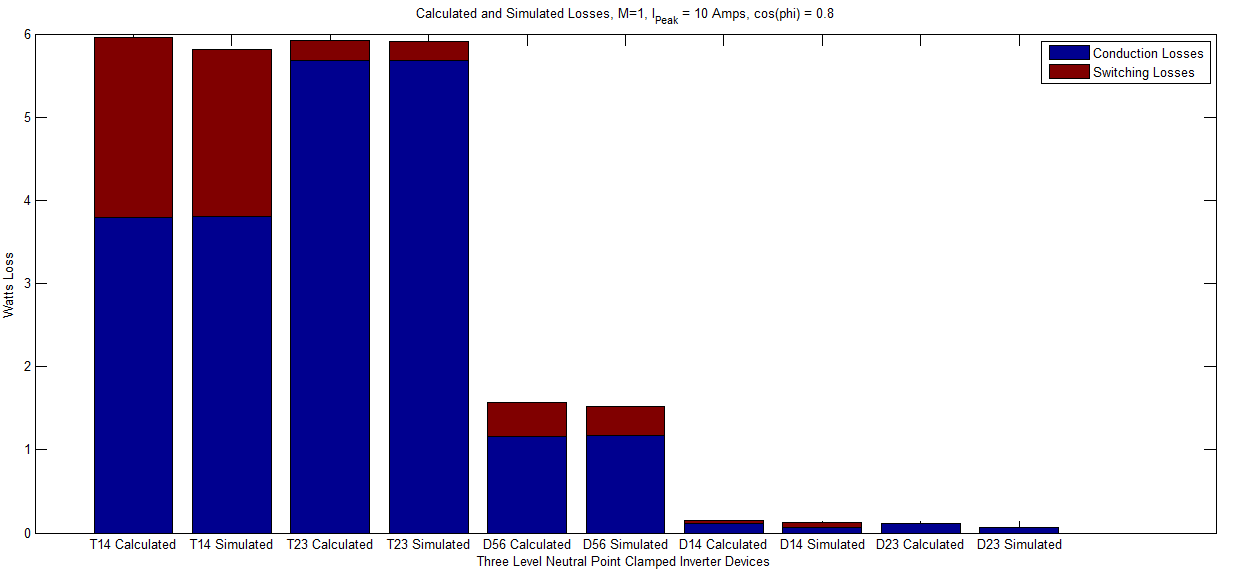 Calculated and Simulated Losses, M=1, I_Peak = 10 Amps, cos(phi) = 0.8
Conduction Losses
Switching Losses
6
5
4
3
2
1
0
Watts Loss
T14 Calculated T14 Simulated T23 Calculated T23 Simulated D56 Calculated D56 Simulated D14 Calculated D14 Simulated D23 Calculated D23 Simulated
Three Level Neutral Point Clamped Inverter Devices